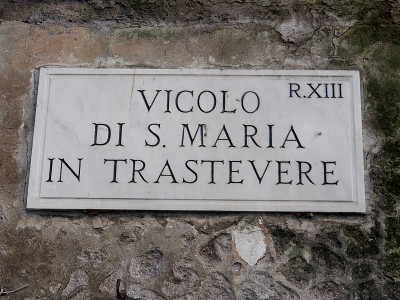 R.XIII
VICOLO
DI S. MARIA
IN TRASTEVERE